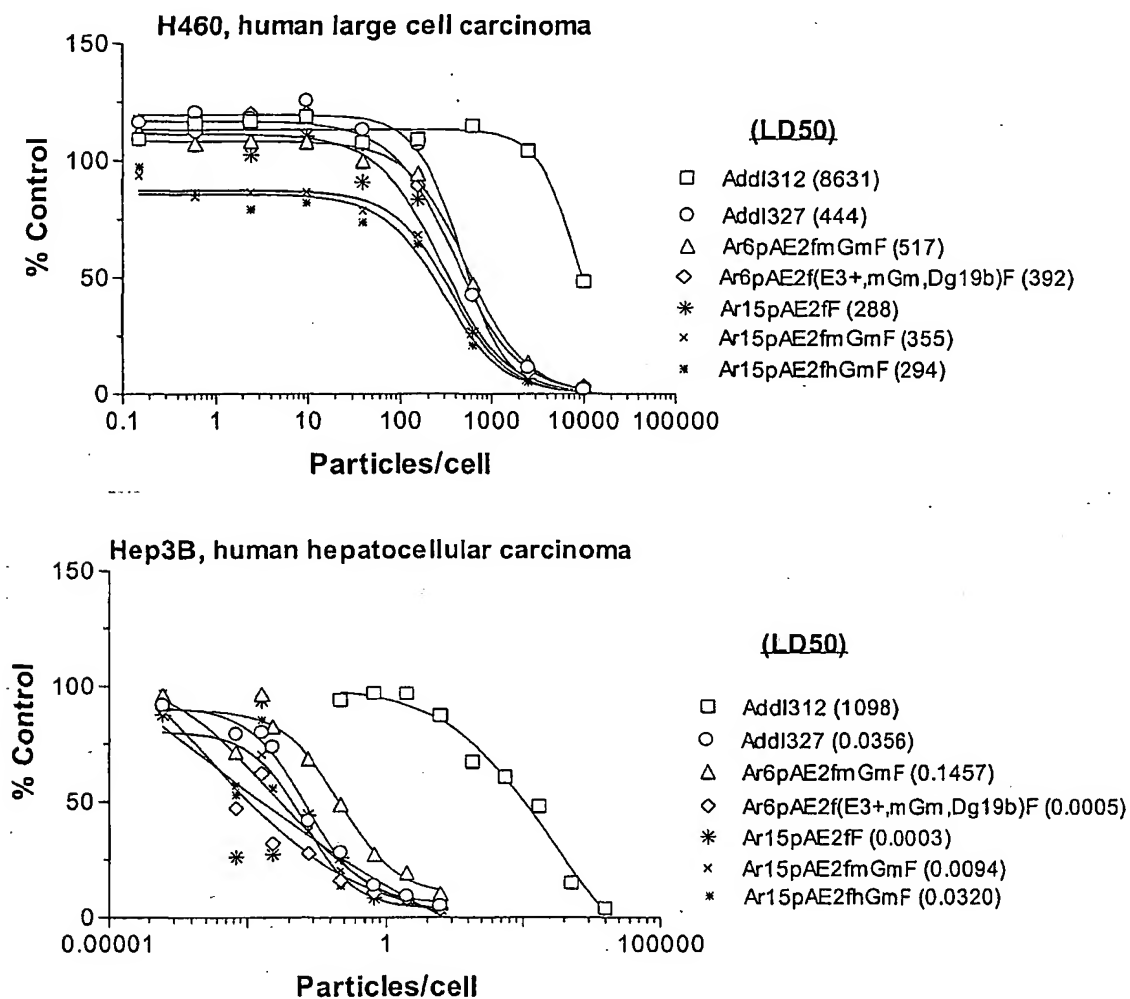 H460, human large cell carcinoma
150
100
50
0
% Control
0.1 1 10 100 1000 10000 100000
Particles/cell
(LD50)
Addl312 (8631)
Addl327 (444)
Ar6pAE2fmGmF (517)
Ar6pAE2f(E3+,mGm,Dg19b)F (392)
Ar15pAE2fF (288)
Ar15pAE2fmGmF (355)
Ar15pAE2fhGmF (294)
Hep3B, human hepatocellular carcinoma
150
100
50
0
% Control
0.00001 1 100000
Particles/cell
(LD50)
Addl312 (1098)
Addl327 (0.0356)
Ar6pAE2fmGmF (0.1457)
Ar6pAE2f(E3+,mGm,Dg19b)F (0.0005)
Ar15pAE2fF (0.0003)
Ar15pAE2fmGmF (0.0094)
Ar15pAE2fhGmF (0.0320)